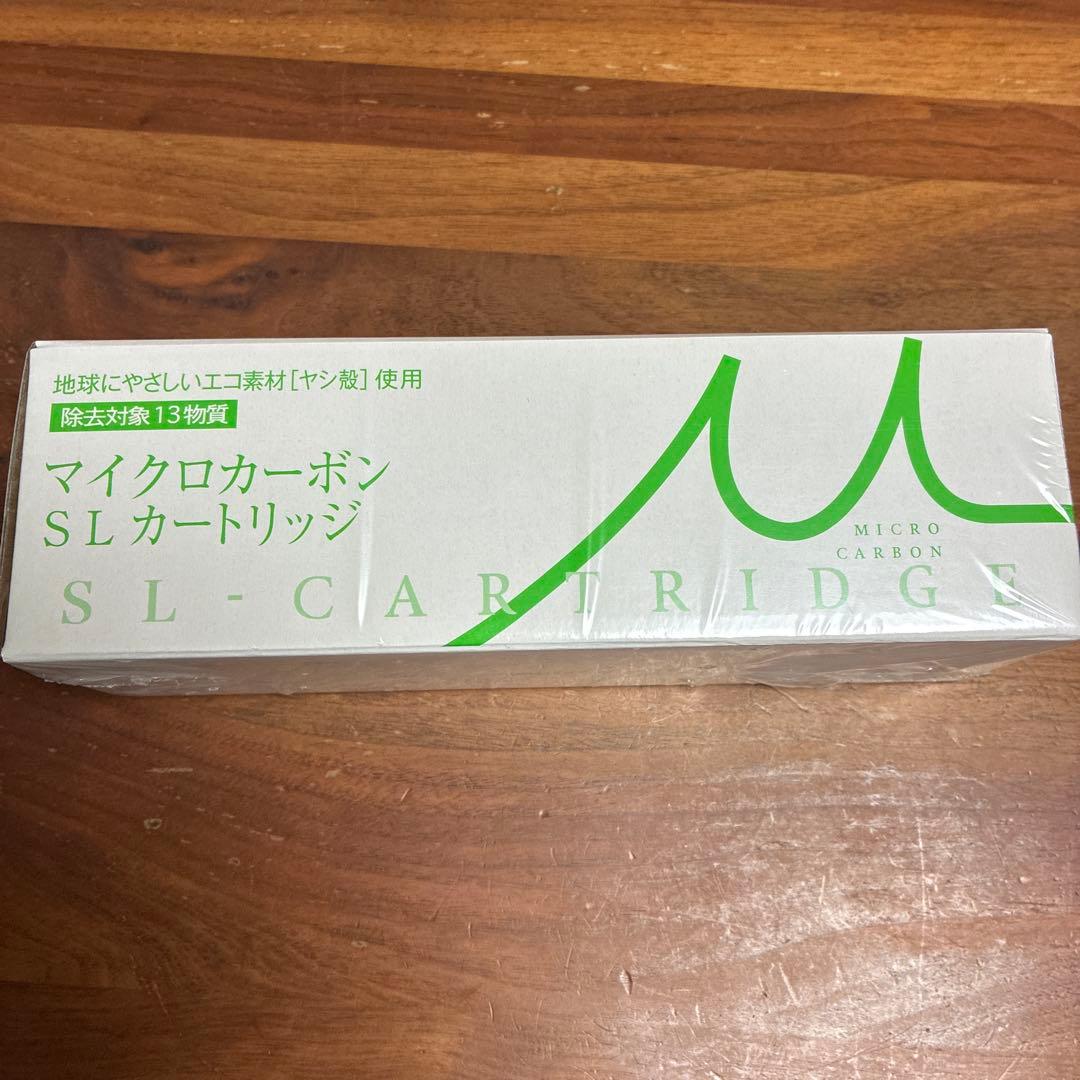 地球にやさしいエコ素材[ヤシ殻]使用
除去対象13物質
マイクロカーボン
SLカートリッジ
MICRO
CARBON
SL-CARTRIDGE